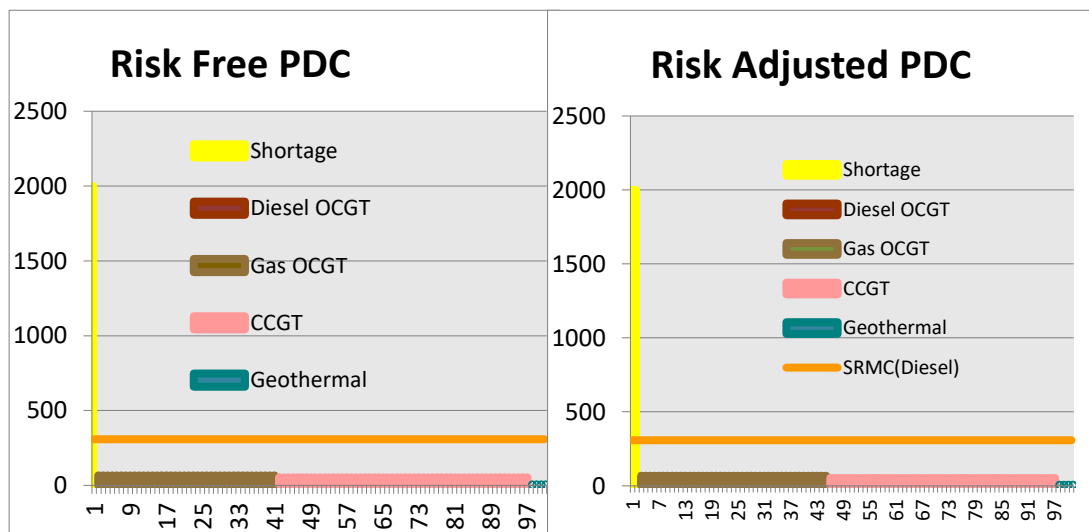 Risk Free PDC
2500
2000
1500
1000
500
0
Shortage
Diesel OCGT
Gas OCGT
CCGT
Geothermal
1 9 17 25 33 41 49 57 65 73 81 89 97
Risk Adjusted PDC
2500
2000
1500
1000
500
0
Shortage
Diesel OCGT
Gas OCGT
CCGT
Geothermal
SRMC(Diesel)
1 7 13 19 25 31 37 43 49 55 61 67 73 79 85 91 97